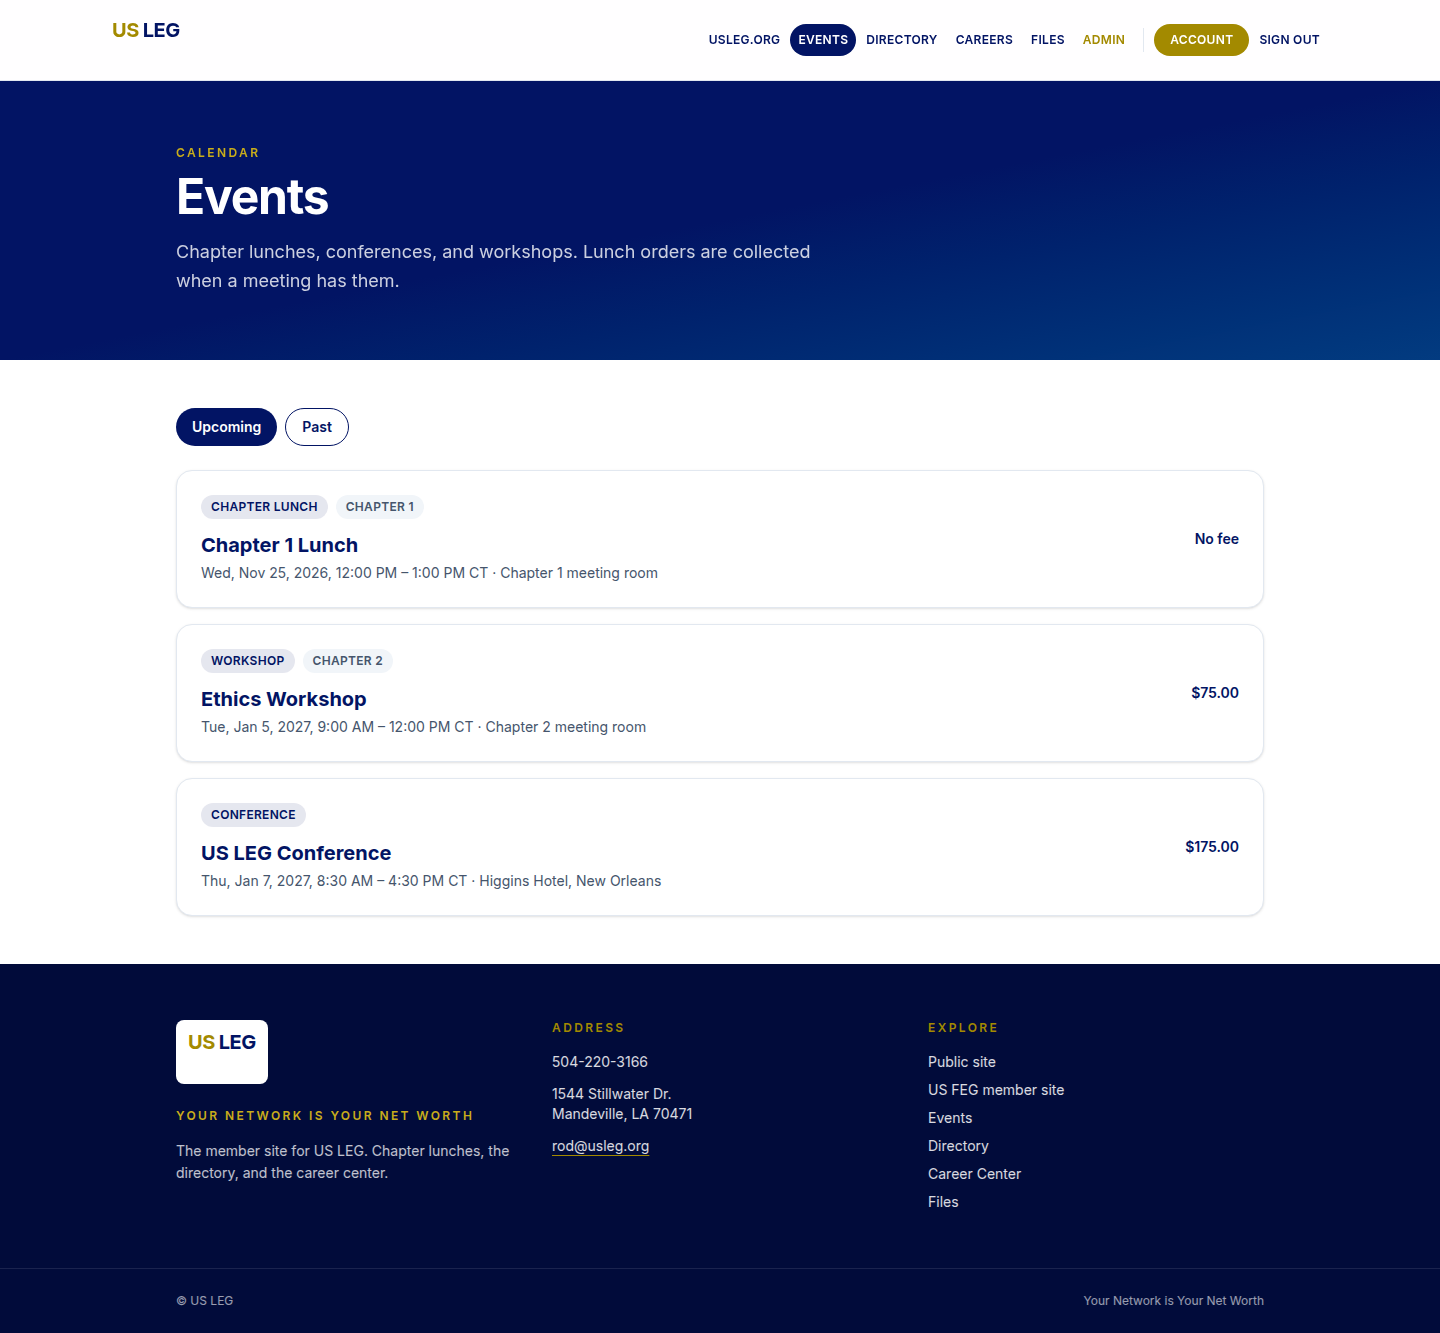 US LEG
USLEG.ORG EVENTS DIRECTORY CAREERS FILES ADMIN ACCOUNT SIGN OUT
CALENDAR
Events
Chapter lunches, conferences, and workshops. Lunch orders are collected
when a meeting has them.
Upcoming Past
CHAPTER LUNCH CHAPTER 1
Chapter 1 Lunch
Wed, Nov 25, 2026, 12:00 PM – 1:00 PM CT · Chapter 1 meeting room
No fee
WORKSHOP CHAPTER 2
Ethics Workshop
Tue, Jan 5, 2027, 9:00 AM – 12:00 PM CT · Chapter 2 meeting room
$75.00
CONFERENCE
US LEG Conference
Thu, Jan 7, 2027, 8:30 AM – 4:30 PM CT · Higgins Hotel, New Orleans
$175.00
US LEG
YOUR NETWORK IS YOUR NET WORTH
The member site for US LEG. Chapter lunches, the
directory, and the career center.
ADDRESS
504-220-3166
1544 Stillwater Dr.
Mandeville, LA 70471
rod@usleg.org
EXPLORE
Public site
US FEG member site
Events
Directory
Career Center
Files
© US LEG
Your Network is Your Net Worth